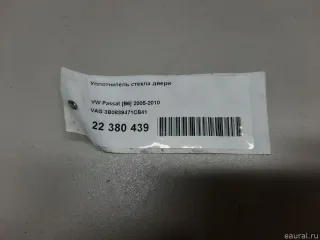 Уплотнитель стекла двери
VW Passat [B6] 2005-2010
VAG 3B0839471CB41
22 380 439
eaural.ru